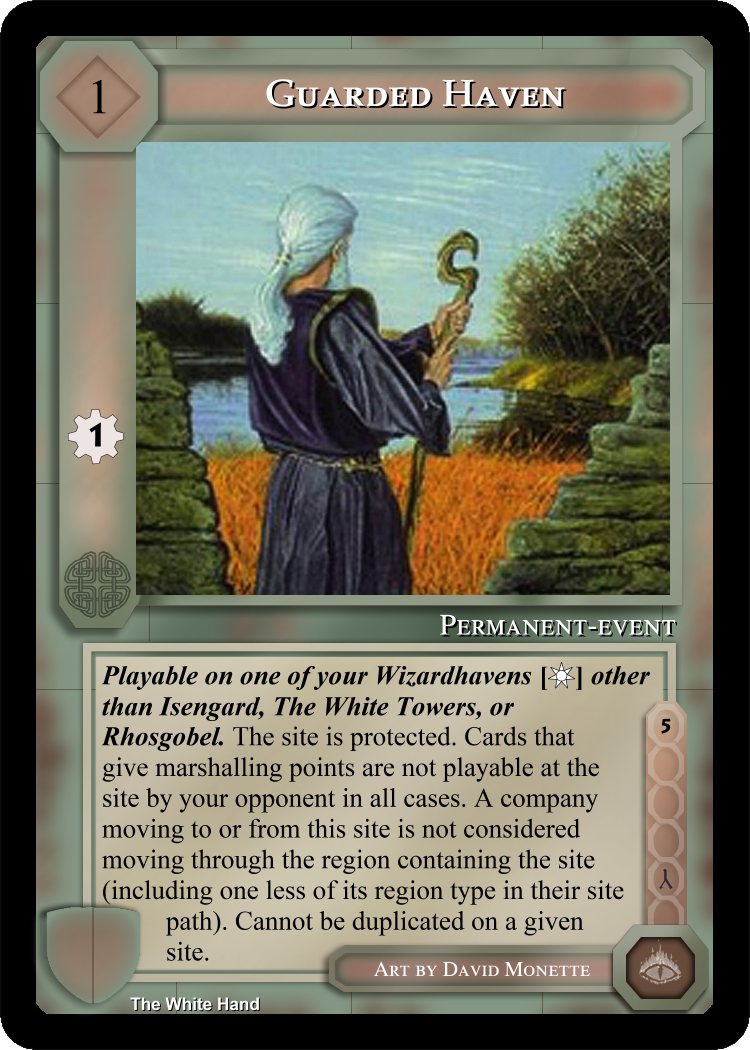 1
Guarded Haven
1
Permanent-event
Playable on one of your Wizardhavens [ ] other
than Isengard, The White Towers, or
Rhosgobel. The site is protected. Cards that
give marshalling points are not playable at the
site by your opponent in all cases. A company
moving to or from this site is not considered
moving through the region containing the site
(including one less of its region type in their site
path). Cannot be duplicated on a given
site.
5
Art by David Monette
The White Hand